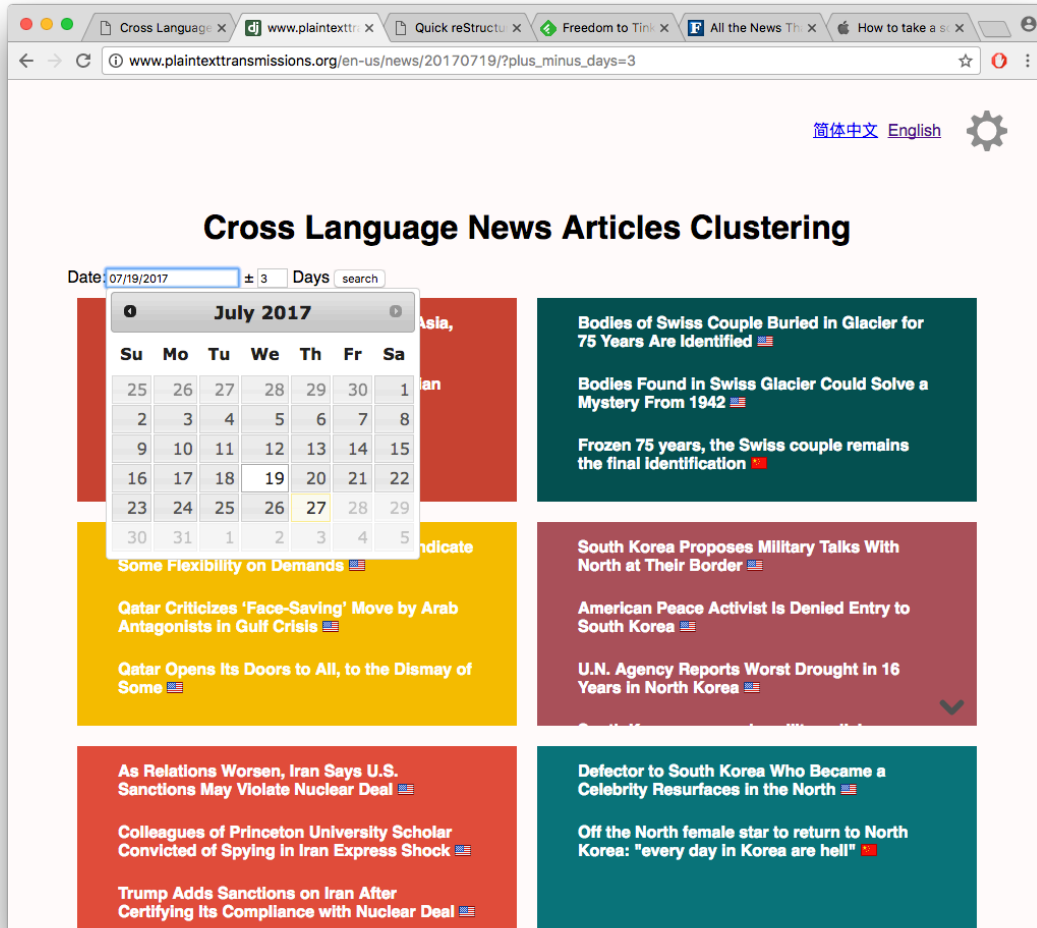 Cross Language
www.plaintexttr
Quick reStructu
Freedom to Tink
All the News Th
How to take a sc
www.plaintexttransmissions.org/en-us/news/20170719/?plus_minus_days=3
简体中文 English
Cross Language News Articles Clustering
Date: 07/19/2017 ± 3 Days search
July 2017
Su Mo Tu We Th Fr Sa
25 26 27 28 29 30 1
2 3 4 5 6 7 8
9 10 11 12 13 14 15
16 17 18 19 20 21 22
23 24 25 26 27 28 29
30 31 1 2 3 4 5
Asia,
Bodies of Swiss Couple Buried in Glacier for
75 Years Are Identified
Bodies Found in Swiss Glacier Could Solve a
Mystery From 1942
Frozen 75 years, the Swiss couple remains
the final identification
ndicate
Some Flexibility on Demands
Qatar Criticizes 'Face-Saving' Move by Arab
Antagonists in Gulf Crisis
Qatar Opens Its Doors to All, to the Dismay of
Some
South Korea Proposes Military Talks With
North at Their Border
American Peace Activist Is Denied Entry to
South Korea
U.N. Agency Reports Worst Drought in 16
Years in North Korea
As Relations Worsen, Iran Says U.S.
Sanctions May Violate Nuclear Deal
Colleagues of Princeton University Scholar
Convicted of Spying in Iran Express Shock
Trump Adds Sanctions on Iran After
Certifying Its Compliance with Nuclear Deal
Defector to South Korea Who Became a
Celebrity Resurfaces in the North
Off the North female star to return to North
Korea: "every day in Korea are hell"